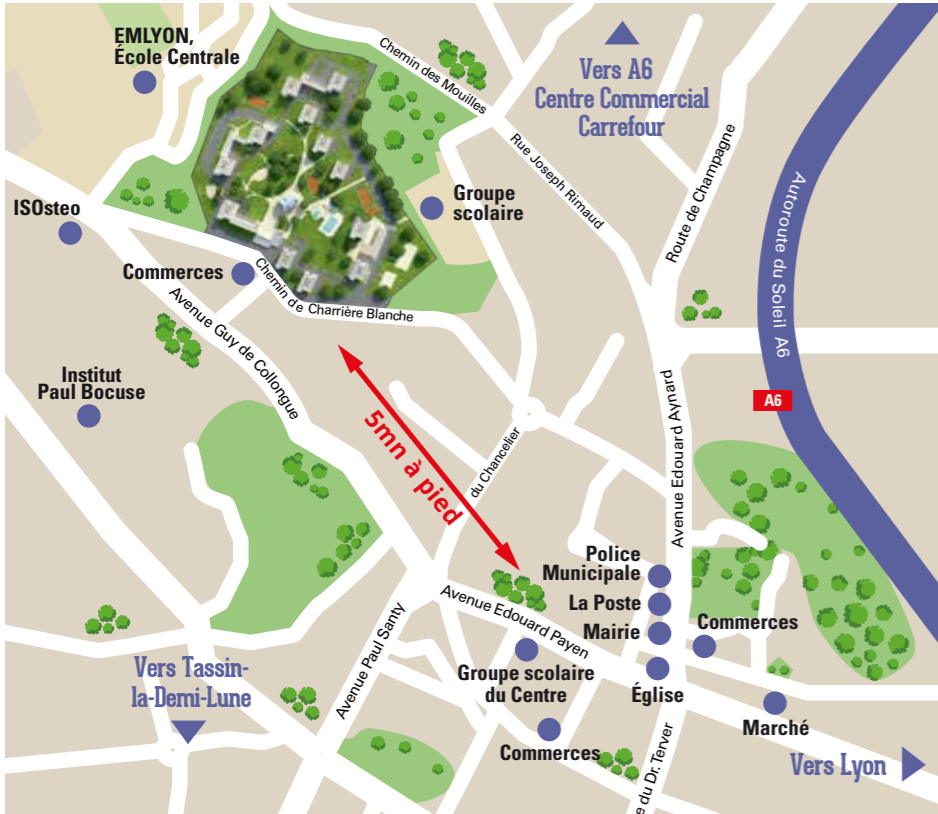 EMLYON,
École Centrale
Chemin des Mouilles
Vers A6
Centre Commercial
Carrefour
Route de Champagne
Rue Joseph Rimaud
Autoroute du Soleil A6
Groupe
scolaire
ISOsteo
Commerces
Chemin de Charrière Blanche
Avenue Guy de Collongue
Institut
Paul Bocuse
A6
5mn à pied
du Chancelier
Avenue Edouard Aynard
Police
Municipale
La Poste
Mairie
Commerces
Avenue Edouard Payen
Avenue Paul Santy
Groupe scolaire
du Centre
Église
Vers Tassin-
la-Demi-Lune
Marché
Commerces
e du Dr. Terver
Vers Lyon